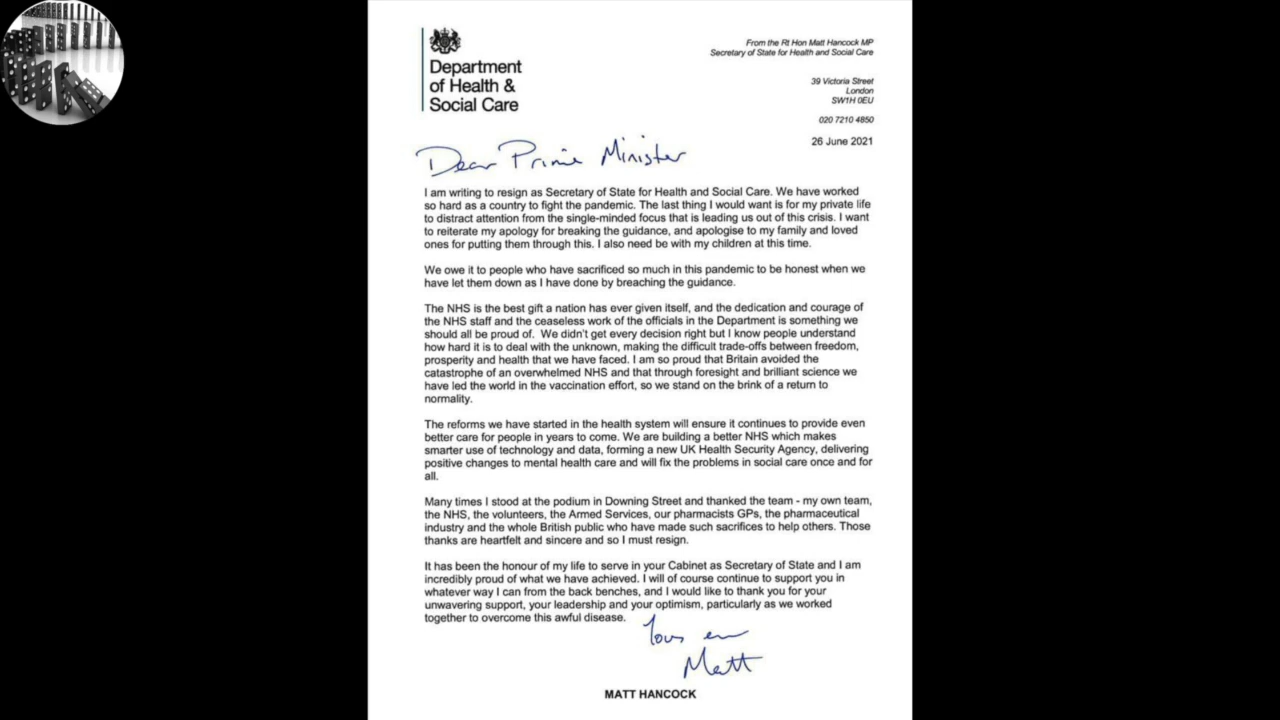 Department
of Health &
Social Care
From the Rt Hon Matt Hancock MP
Secretary of State for Health and Social Care
39 Victoria Street
London
SW1H 0EU
020 7210 4850
26 June 2021
Dear Prime Minister
I am writing to resign as Secretary of State for Health and Social Care. We have worked
so hard as a country to fight the pandemic. The last thing I would want is for my private life
to distract attention from the single-minded focus that is leading us out of this crisis. I want
to reiterate my apology for breaking the guidance, and apologise to my family and loved
ones for putting them through this. I also need be with my children at this time.
We owe it to people who have sacrificed so much in this pandemic to be honest when we
have let them down as I have done by breaching the guidance.
The NHS is the best gift a nation has ever given itself, and the dedication and courage of
the NHS staff and the ceaseless work of the officials in the Department is something we
should all be proud of. We didn't get every decision right but I know people understand
how hard it is to deal with the unknown, making the difficult trade-offs between freedom,
prosperity and health that we have faced. I am so proud that Britain avoided the
catastrophe of an overwhelmed NHS and that through foresight and brilliant science we
have led the world in the vaccination effort, so we stand on the brink of a return to
normality.
The reforms we have started in the health system will ensure it continues to provide even
better care for people in years to come. We are building a better NHS which makes
smarter use of technology and data, forming a new UK Health Security Agency, delivering
positive changes to mental health care and will fix the problems in social care once and for
all.
Many times I stood at the podium in Downing Street and thanked the team - my own team,
the NHS, the volunteers, the Armed Services, our pharmacists GPs, the pharmaceutical
industry and the whole British public who have made such sacrifices to help others. Those
thanks are heartfelt and sincere and so I must resign.
It has been the honour of my life to serve in your Cabinet as Secretary of State and I am
incredibly proud of what we have achieved. I will of course continue to support you in
whatever way I can from the back benches, and I would like to thank you for your
unwavering support, your leadership and your optimism, particularly as we worked
together to overcome this awful disease.
Matt
MATT HANCOCK